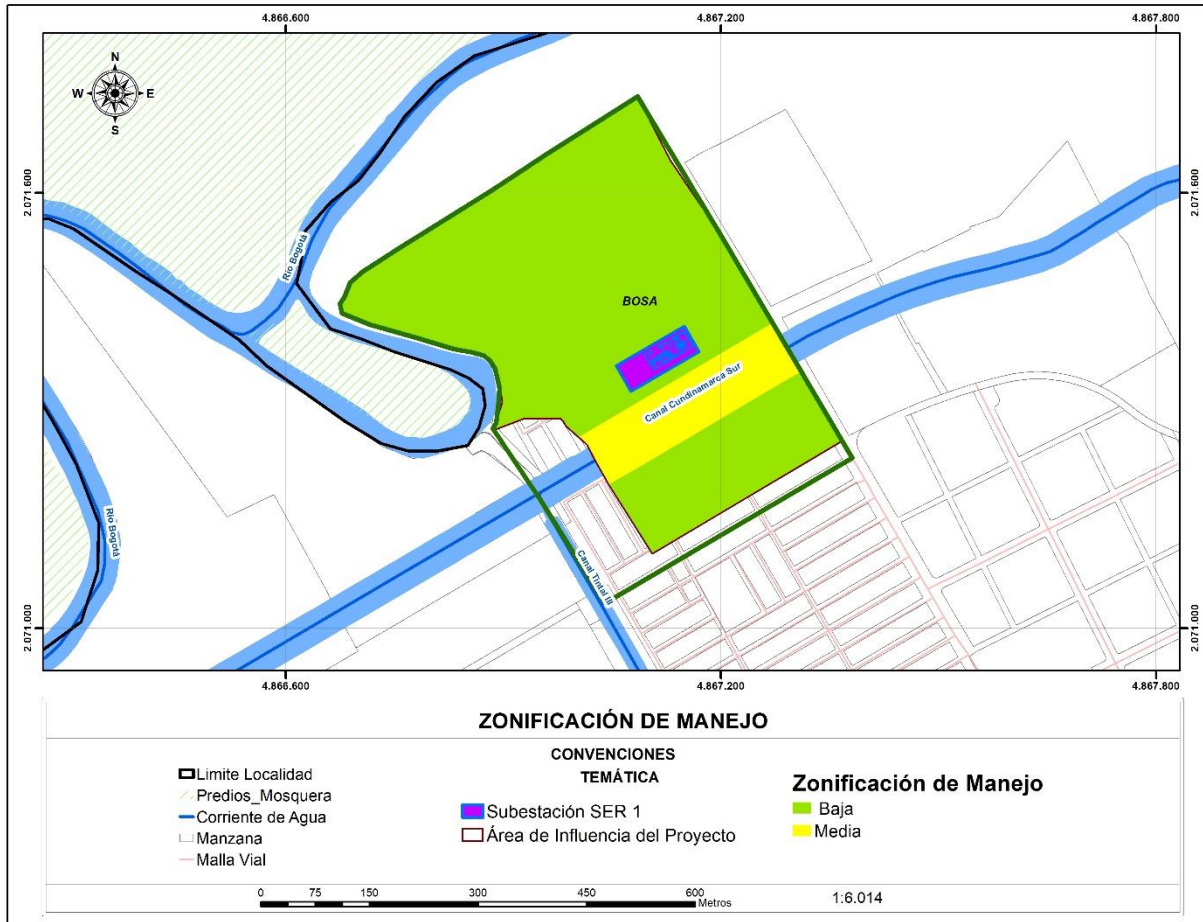 4.866.600
4.867.200
4.867.800
N
W
E
S
2.071.600
2.071.600
Río Bogotá
BOSA
Canal Cundinamarca Sur
Río Bogotá
Canal Tintal III
2.071.000
2.071.000
4.866.600
4.867.200
4.867.800
ZONIFICACIÓN DE MANEJO
CONVENCIONES
TEMÁTICA
Limite Localidad
Predios_Mosquera
Corriente de Agua
Manzana
Malla Vial
Subestación SER 1
Área de Influencia del Proyecto
Zonificación de Manejo
Baja
Media
0 75 150 300 450 600
Metros
1:6.014